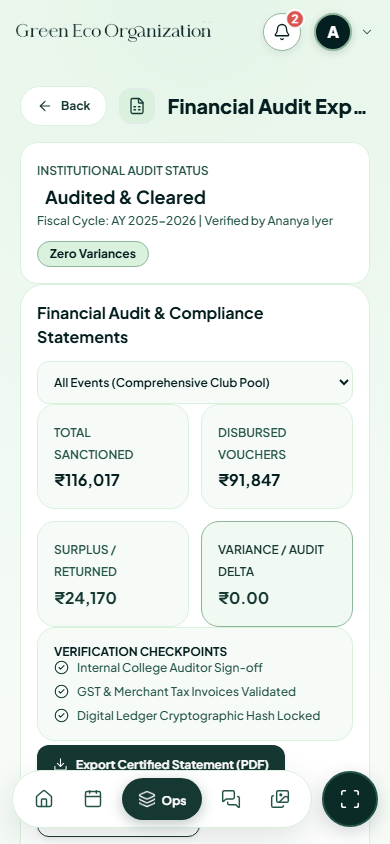 Green Eco Organization
2
A
Back
Financial Audit Exp...
INSTITUTIONAL AUDIT STATUS
Audited & Cleared
Fiscal Cycle: AY 2025–2026 | Verified by Ananya Iyer
Zero Variances
Financial Audit & Compliance
Statements
All Events (Comprehensive Club Pool)
TOTAL
SANCTIONED
₹116,017
DISBURSED
VOUCHERS
₹91,847
SURPLUS /
RETURNED
₹24,170
VARIANCE / AUDIT
DELTA
₹0.00
VERIFICATION CHECKPOINTS
Internal College Auditor Sign-off
GST & Merchant Tax Invoices Validated
Digital Ledger Cryptographic Hash Locked
Export Certified Statement (PDF)
Ops